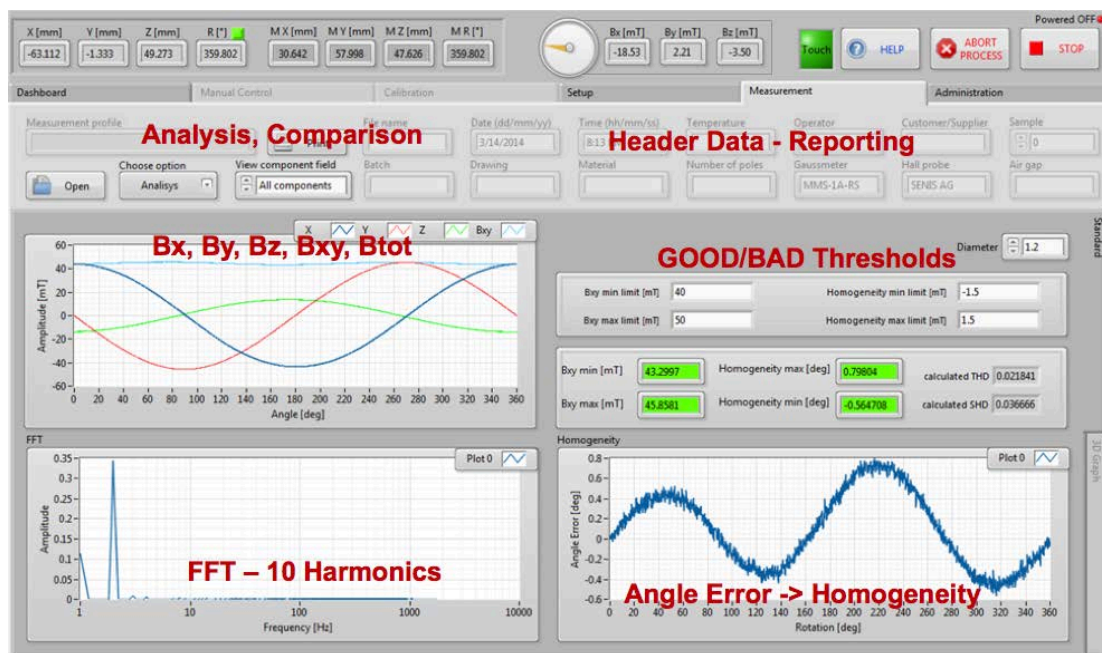 Powered OFF
X [mm] Y [mm] Z [mm] R [°] M X [mm] M Y [mm] M Z [mm] M R [°] Bx [mT] By [mT] Bz [mT]
-63.112 -1.333 49.273 359.802 30.642 57.998 47.626 359.802 -18.53 2.21 -3.50
Touch HELP ABORT PROCESS STOP
Dashboard Manual Control Calibration Setup Measurement Administration
Measurement profile File name Date (dd/mm/yy) Time (hh/mm/ss) Temperature Operator Customer/Supplier Sample
Analysis, Comparison
3/14/2014 8:13 0
Header Data - Reporting
Choose option View component field Batch Drawing Material Number of poles Gaussmeter Hall probe Air gap
Open Analisys All components MMS-1A-RS SENIS AG
Standard
3D Graph
X Y Z Bxy
Bx, By, Bz, Bxy, Btot
60
40
20
0
-20
-40
-60
Amplitude [mT]
0 20 40 60 80 100 120 140 160 180 200 220 240 260 280 300 320 340 360
Angle [deg]
Diameter 1.2
GOOD/BAD Thresholds
Bxy min limit [mT] 40 Homogeneity min limit [mT] -1.5
Bxy max limit [mT] 50 Homogeneity max limit [mT] 1.5
Bxy min [mT] 43.2997 Homogeneity max [deg] 0.79804 calculated THD 0.021841
Bxy max [mT] 45.8581 Homogeneity min [deg] -0.564708 calculated SHD 0.036666
FFT
Plot 0
0.35
0.3
0.25
0.2
0.15
0.1
0.05
0
Amplitude
FFT – 10 Harmonics
1 10 100 1000 10000
Frequency [Hz]
Homogeneity
Plot 0
0.8
0.6
0.4
0.2
0
-0.2
-0.4
-0.6
Angle Error [deg]
Angle Error -> Homogeneity
0 20 40 60 80 100 120 140 160 180 200 220 240 260 280 300 320 340 360
Rotation [deg]